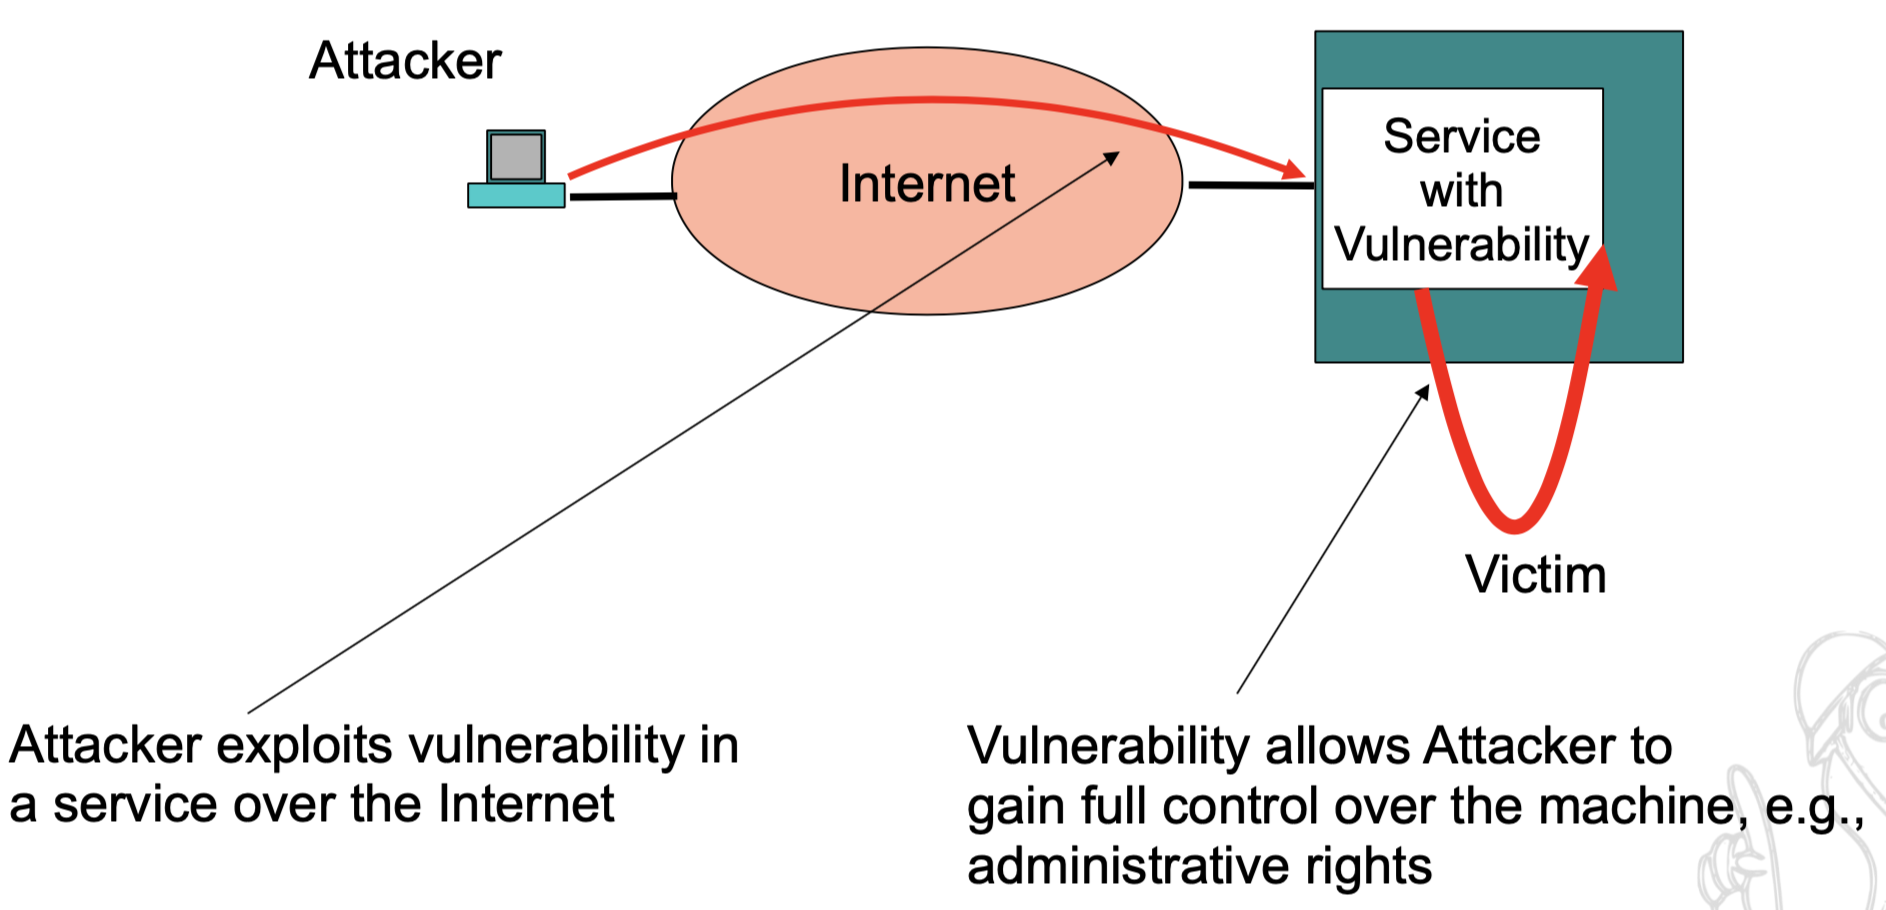 Attacker
Internet
Service
with
Vulnerability
Victim
Attacker exploits vulnerability in
a service over the Internet
Vulnerability allows Attacker to
gain full control over the machine, e.g.,
administrative rights